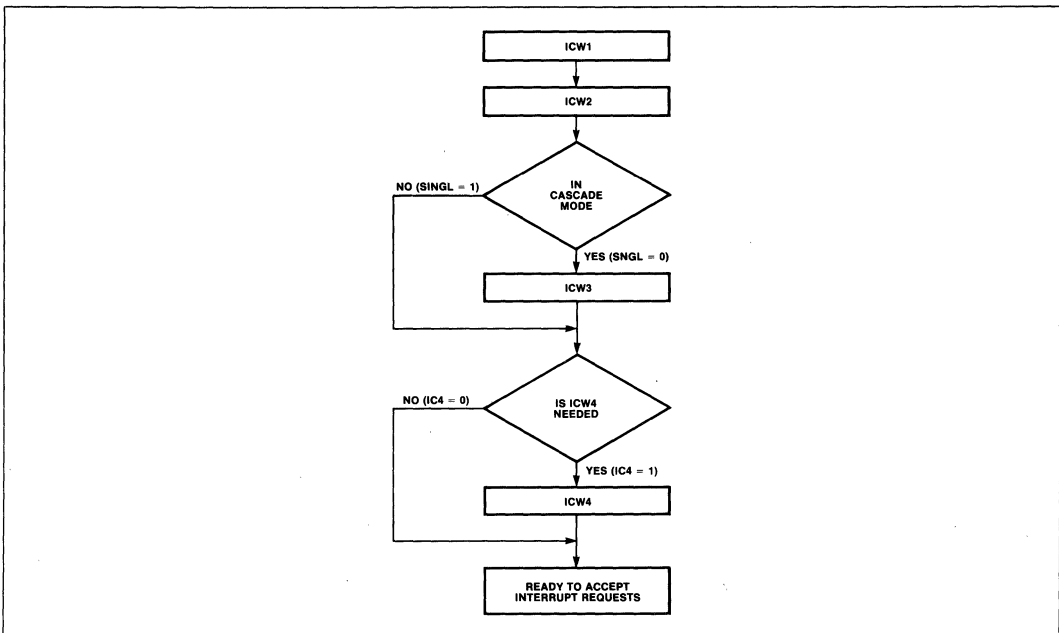 ICW1
ICW2
IN
CASCADE
MODE
NO (SINGL = 1)
YES (SNGL = 0)
ICW3
IS ICW4
NEEDED
NO (IC4 = 0)
YES (IC4 = 1)
ICW4
READY TO ACCEPT
INTERRUPT REQUESTS